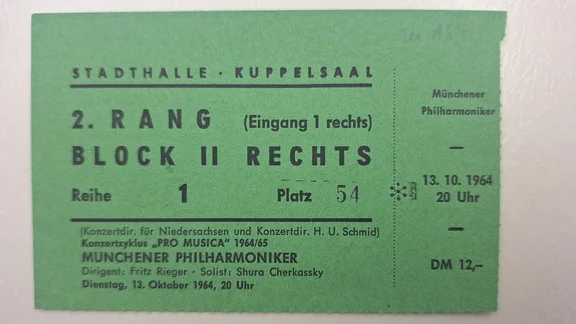 STADTHALLE · KUPPELSAAL
2. RANG (Eingang 1 rechts)
BLOCK II RECHTS
Reihe 1 Platz 54
(Konzertdir. für Niedersachsen und Konzertdir. H. U. Schmid)
Konzertzyklus „PRO MUSICA" 1964/65
MÜNCHENER PHILHARMONIKER
Dirigent: Fritz Rieger · Solist: Shura Cherkassky
Dienstag, 13. Oktober 1964, 20 Uhr
Münchener
Philharmoniker
—
13. 10. 1964
20 Uhr
—
DM 12,–